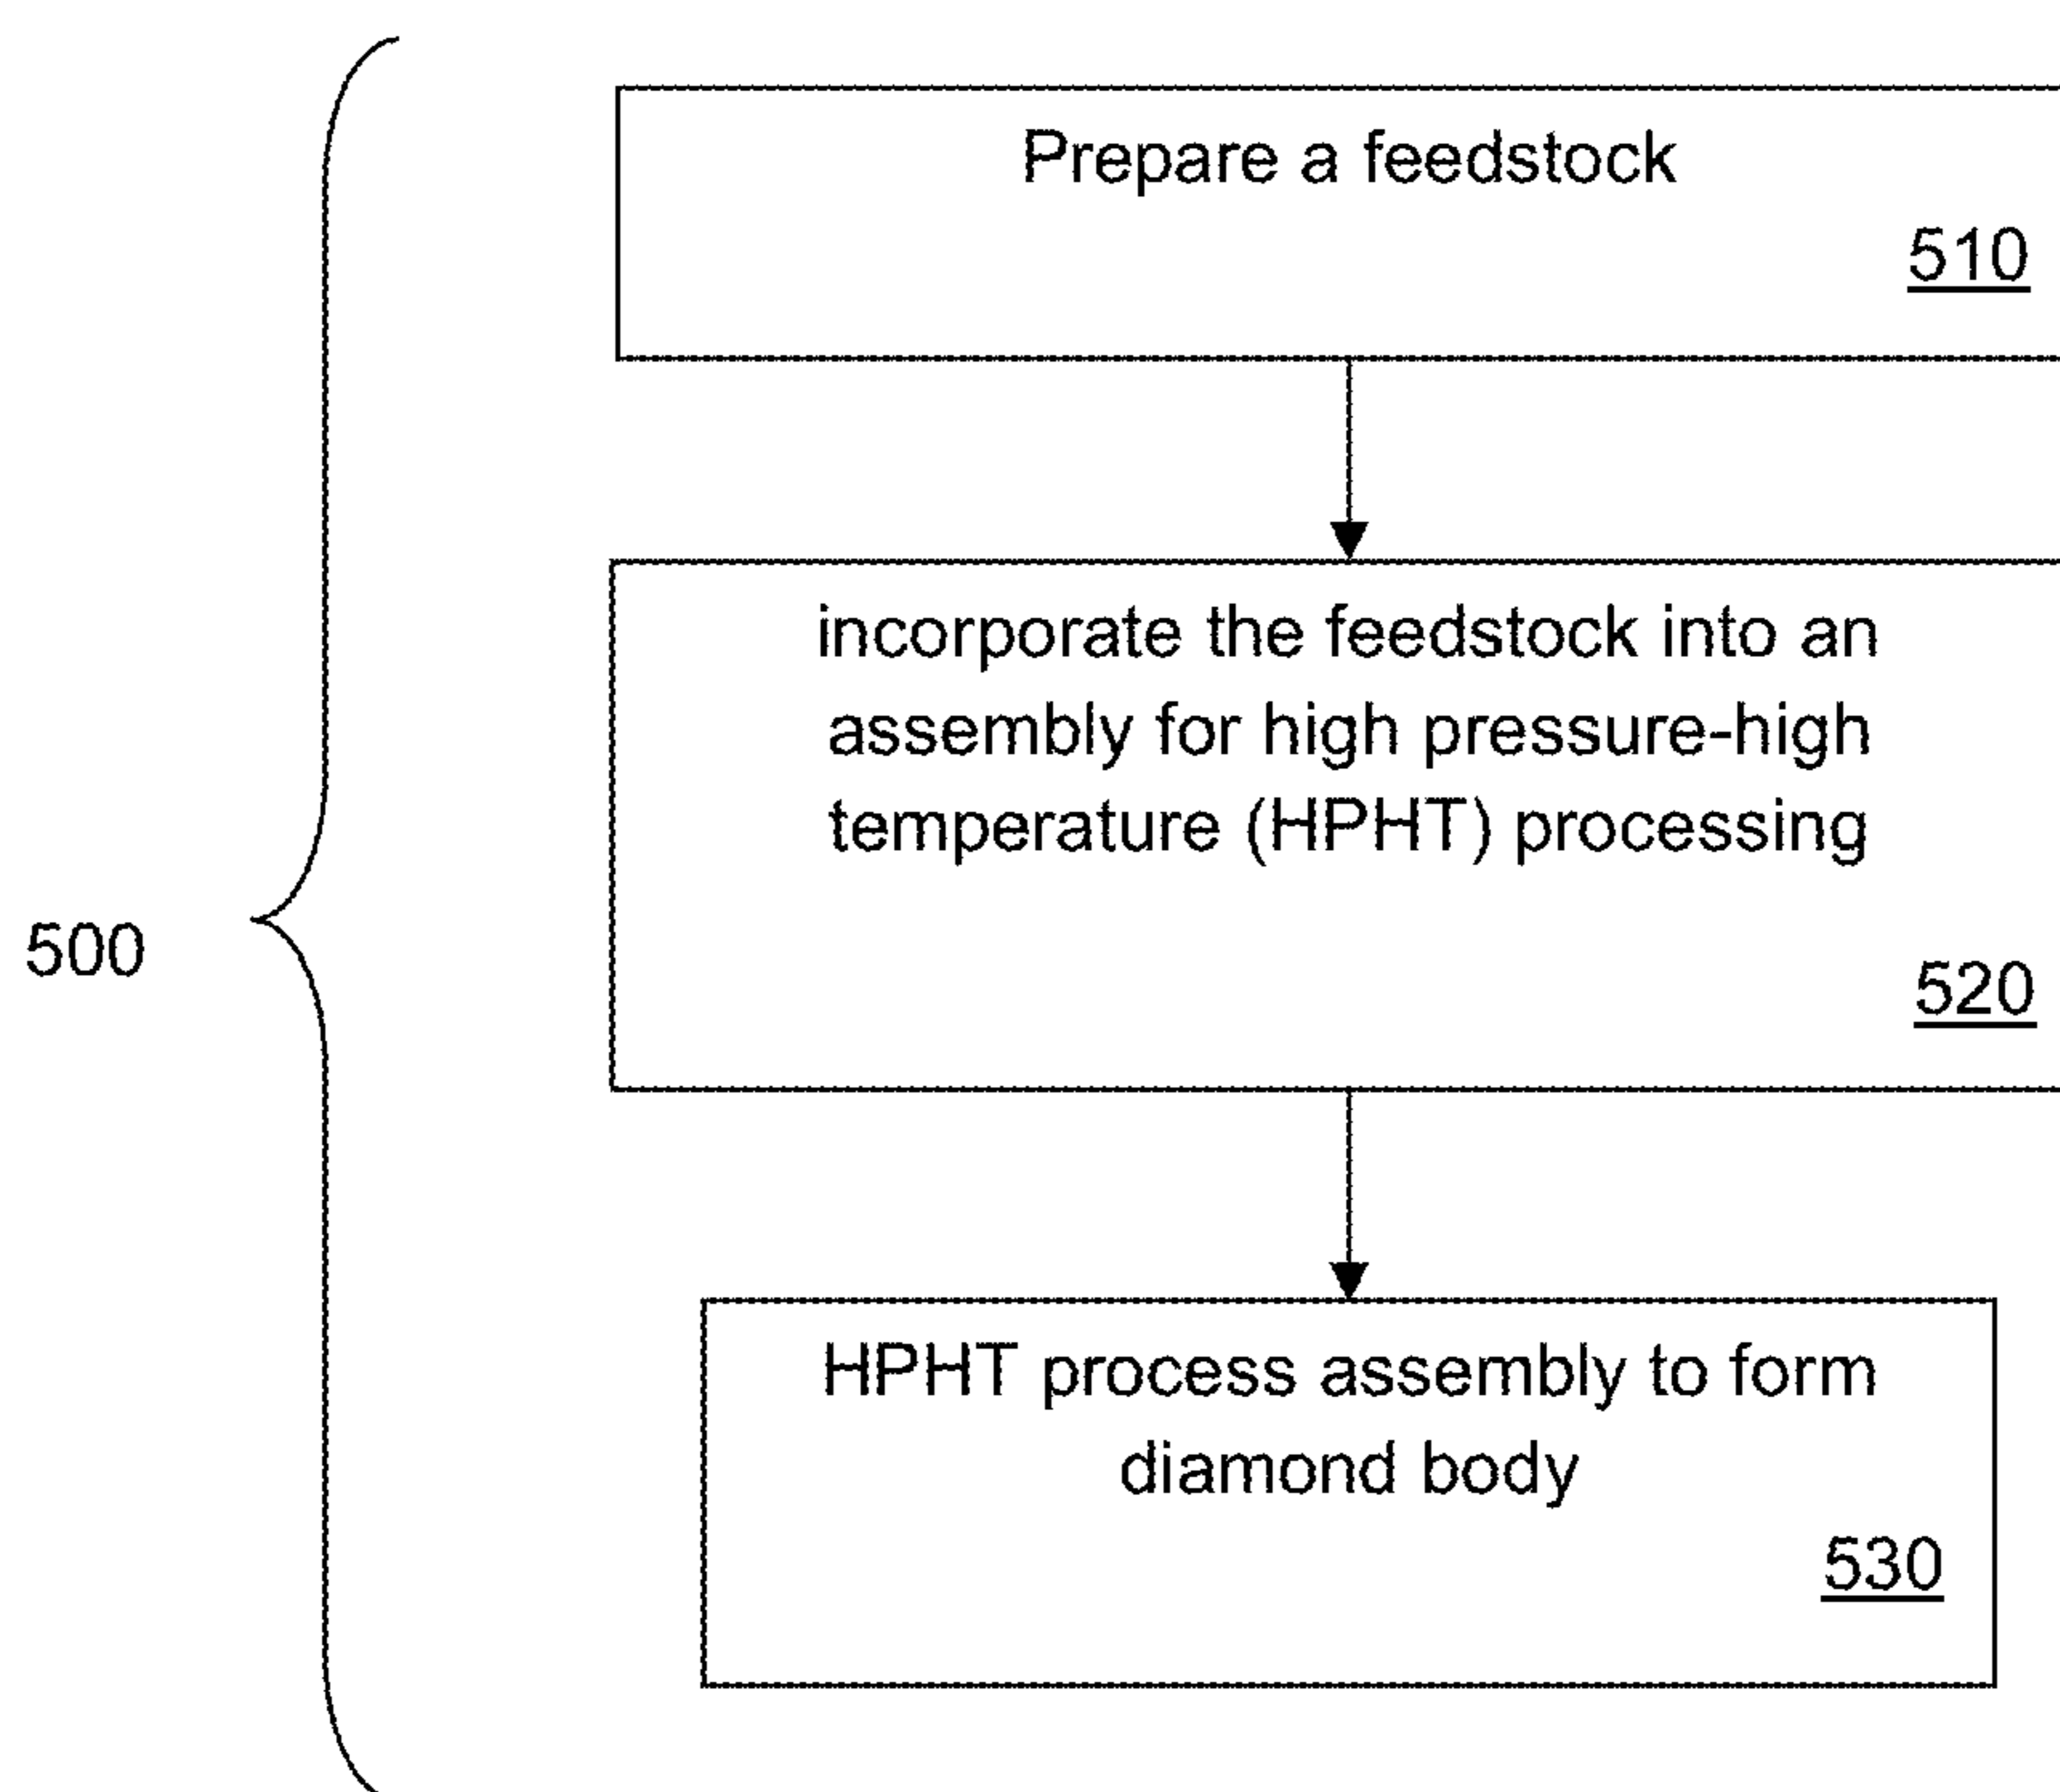 Prepare a feedstock
510
incorporate the feedstock into an
assembly for high pressure-high
temperature (HPHT) processing
500
520
HPHT process assembly to form
diamond body
530